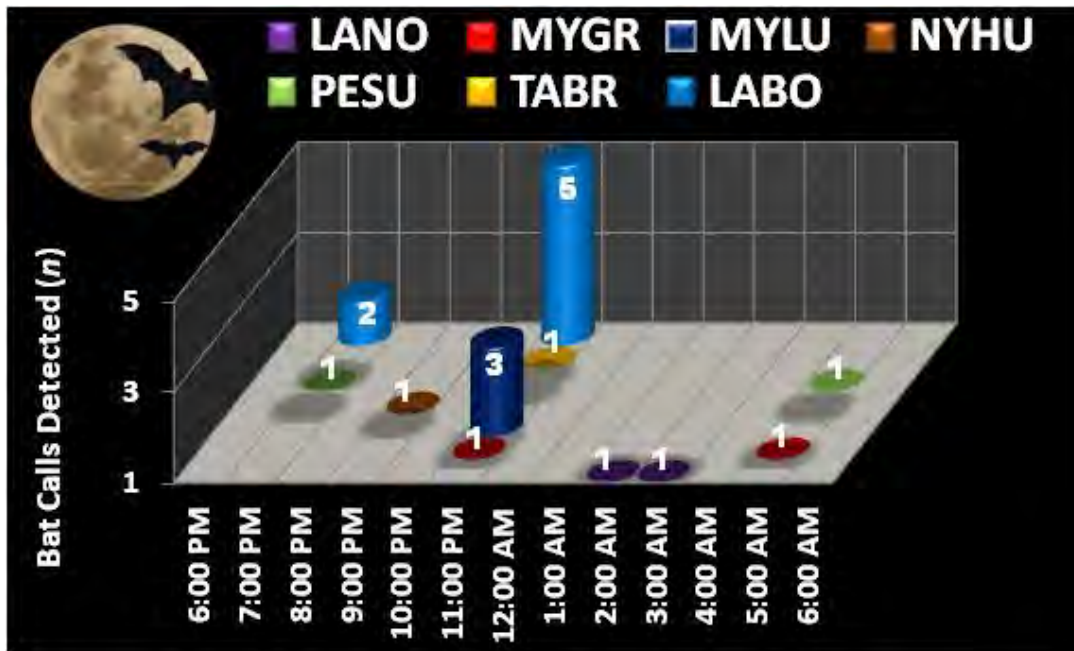 LANO MYGR MYLU NYHU
PESU TABR LABO
5
2
1
1
1
3
1
1
1
1
1
1
Bat Calls Detected (n)
5
3
1
6:00 PM
7:00 PM
8:00 PM
9:00 PM
10:00 PM
11:00 PM
12:00 AM
1:00 AM
2:00 AM
3:00 AM
4:00 AM
5:00 AM
6:00 AM